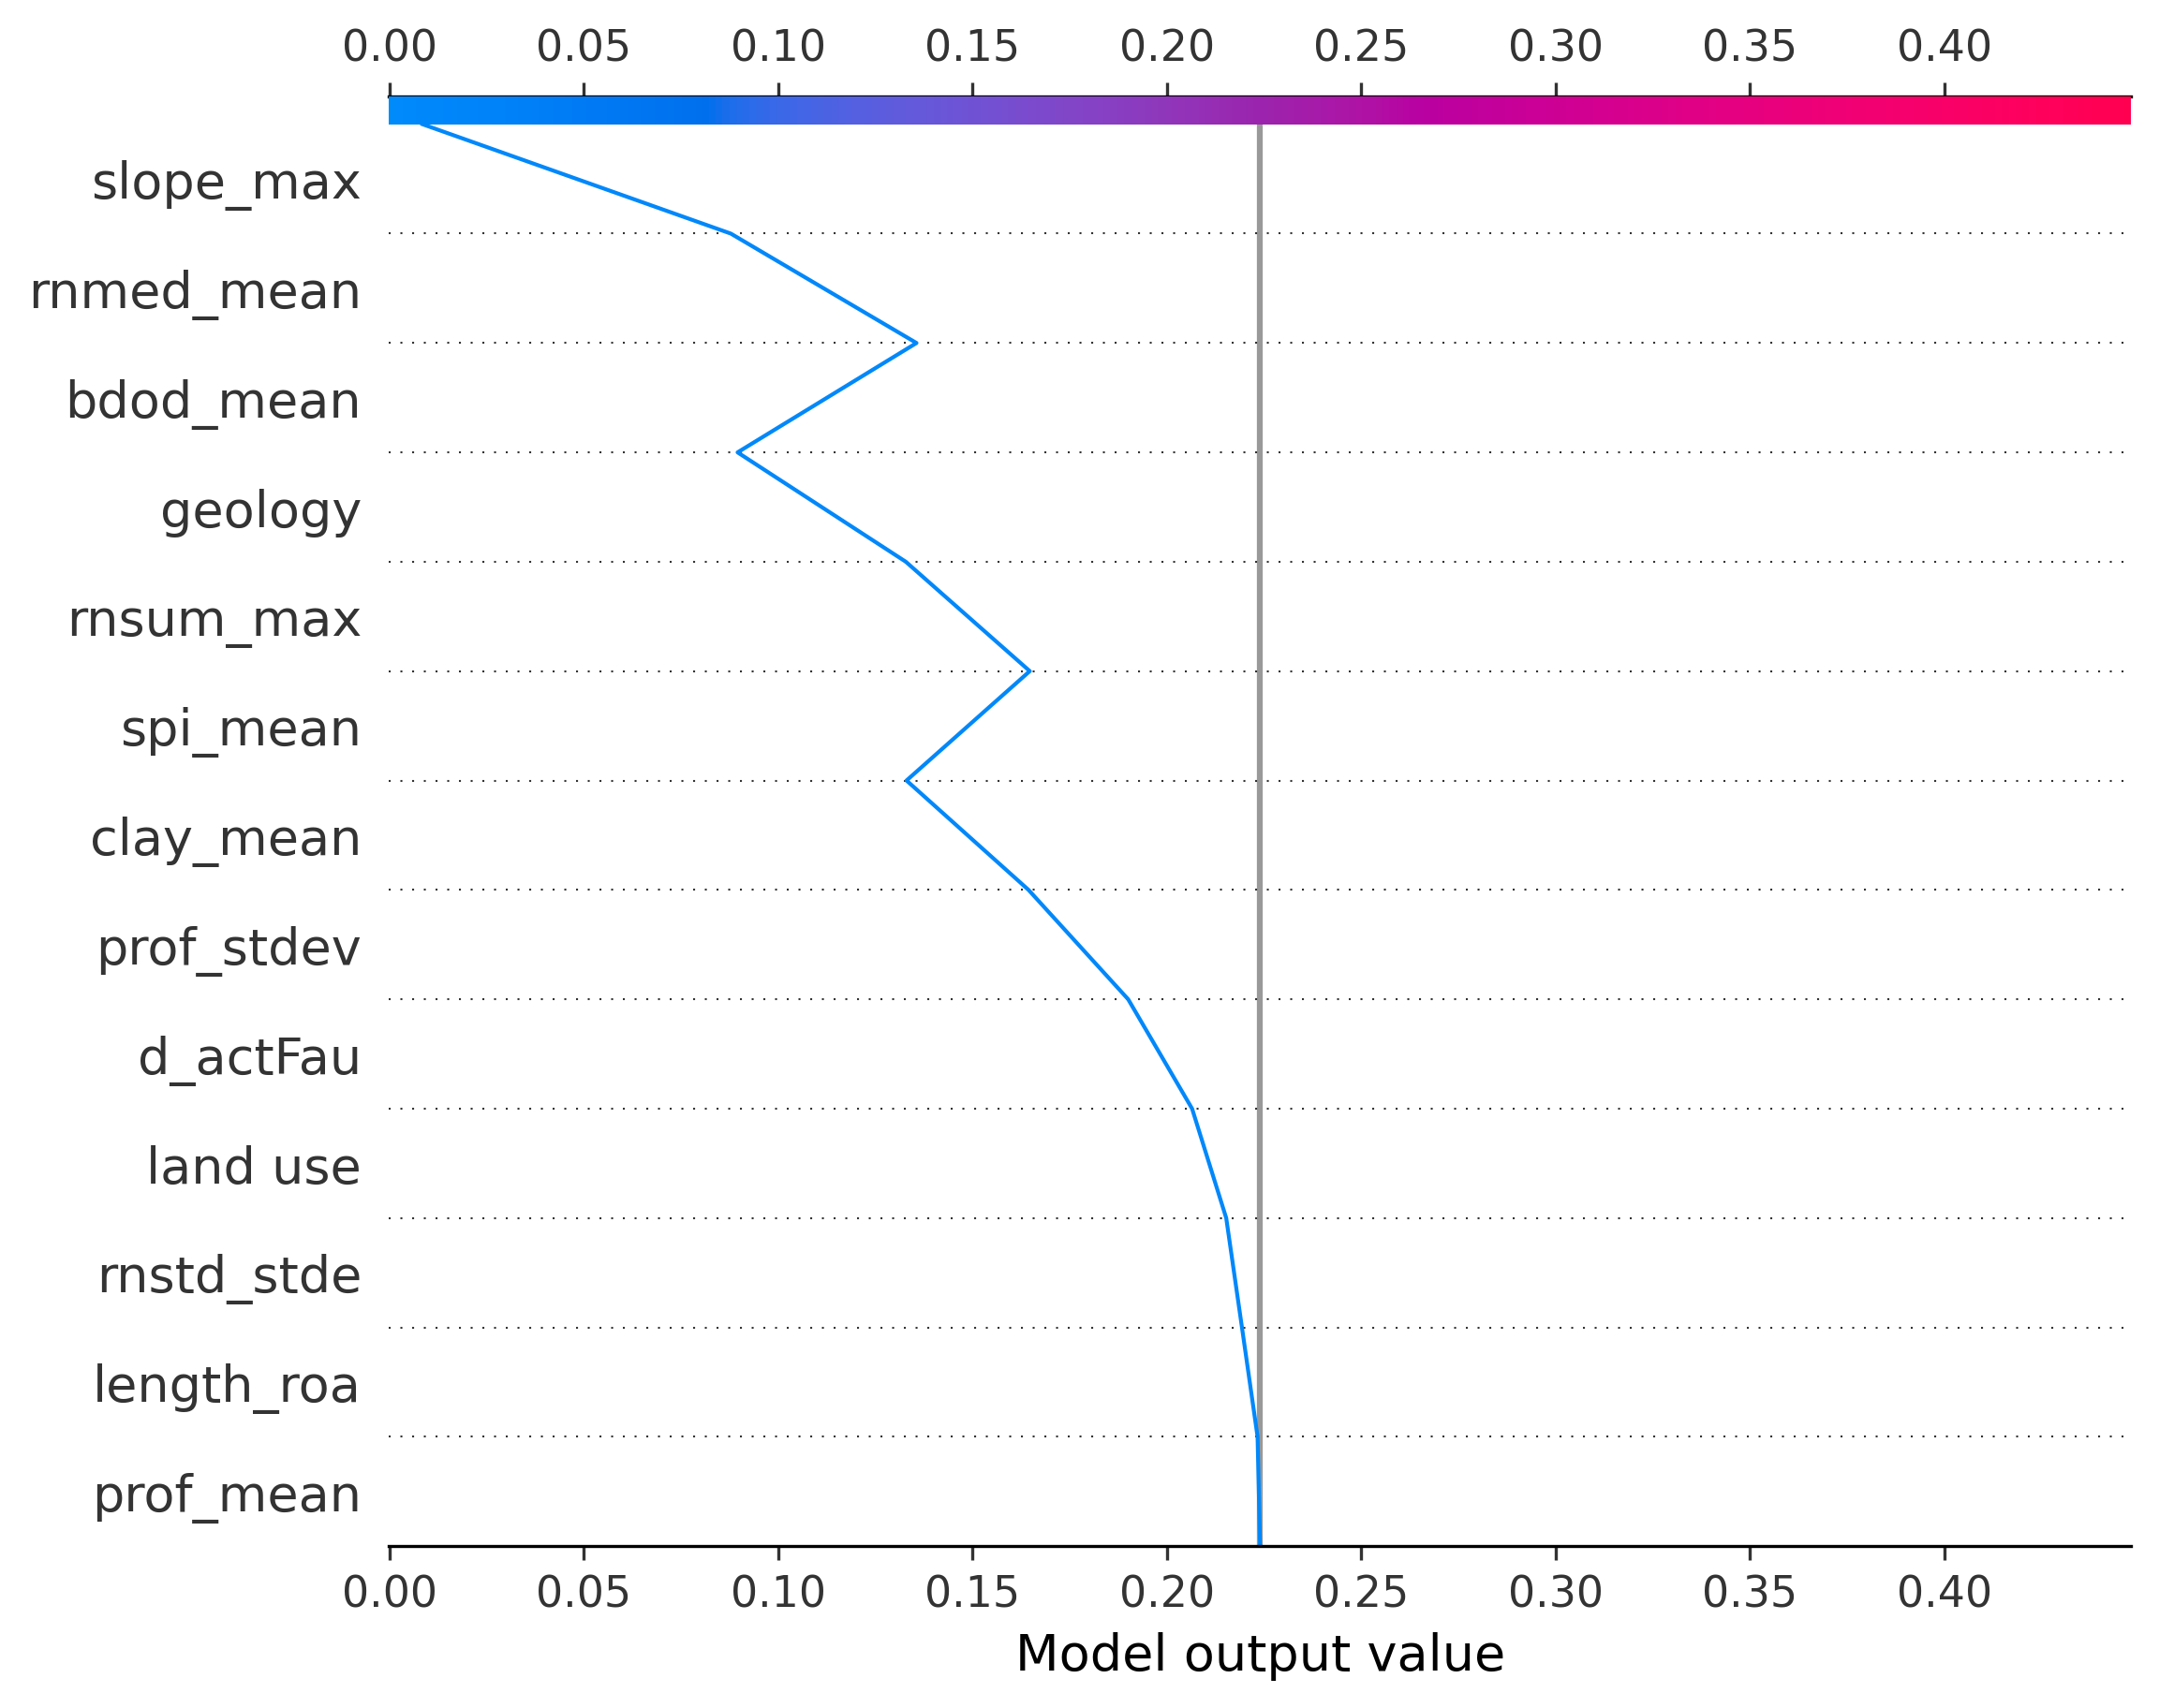 0.00 0.05 0.10 0.15 0.20 0.25 0.30 0.35 0.40
slope_max
rnmed_mean
bdod_mean
geology
rnsum_max
spi_mean
clay_mean
prof_stdev
d_actFau
land use
rnstd_stde
length_roa
prof_mean
0.00 0.05 0.10 0.15 0.20 0.25 0.30 0.35 0.40
Model output value